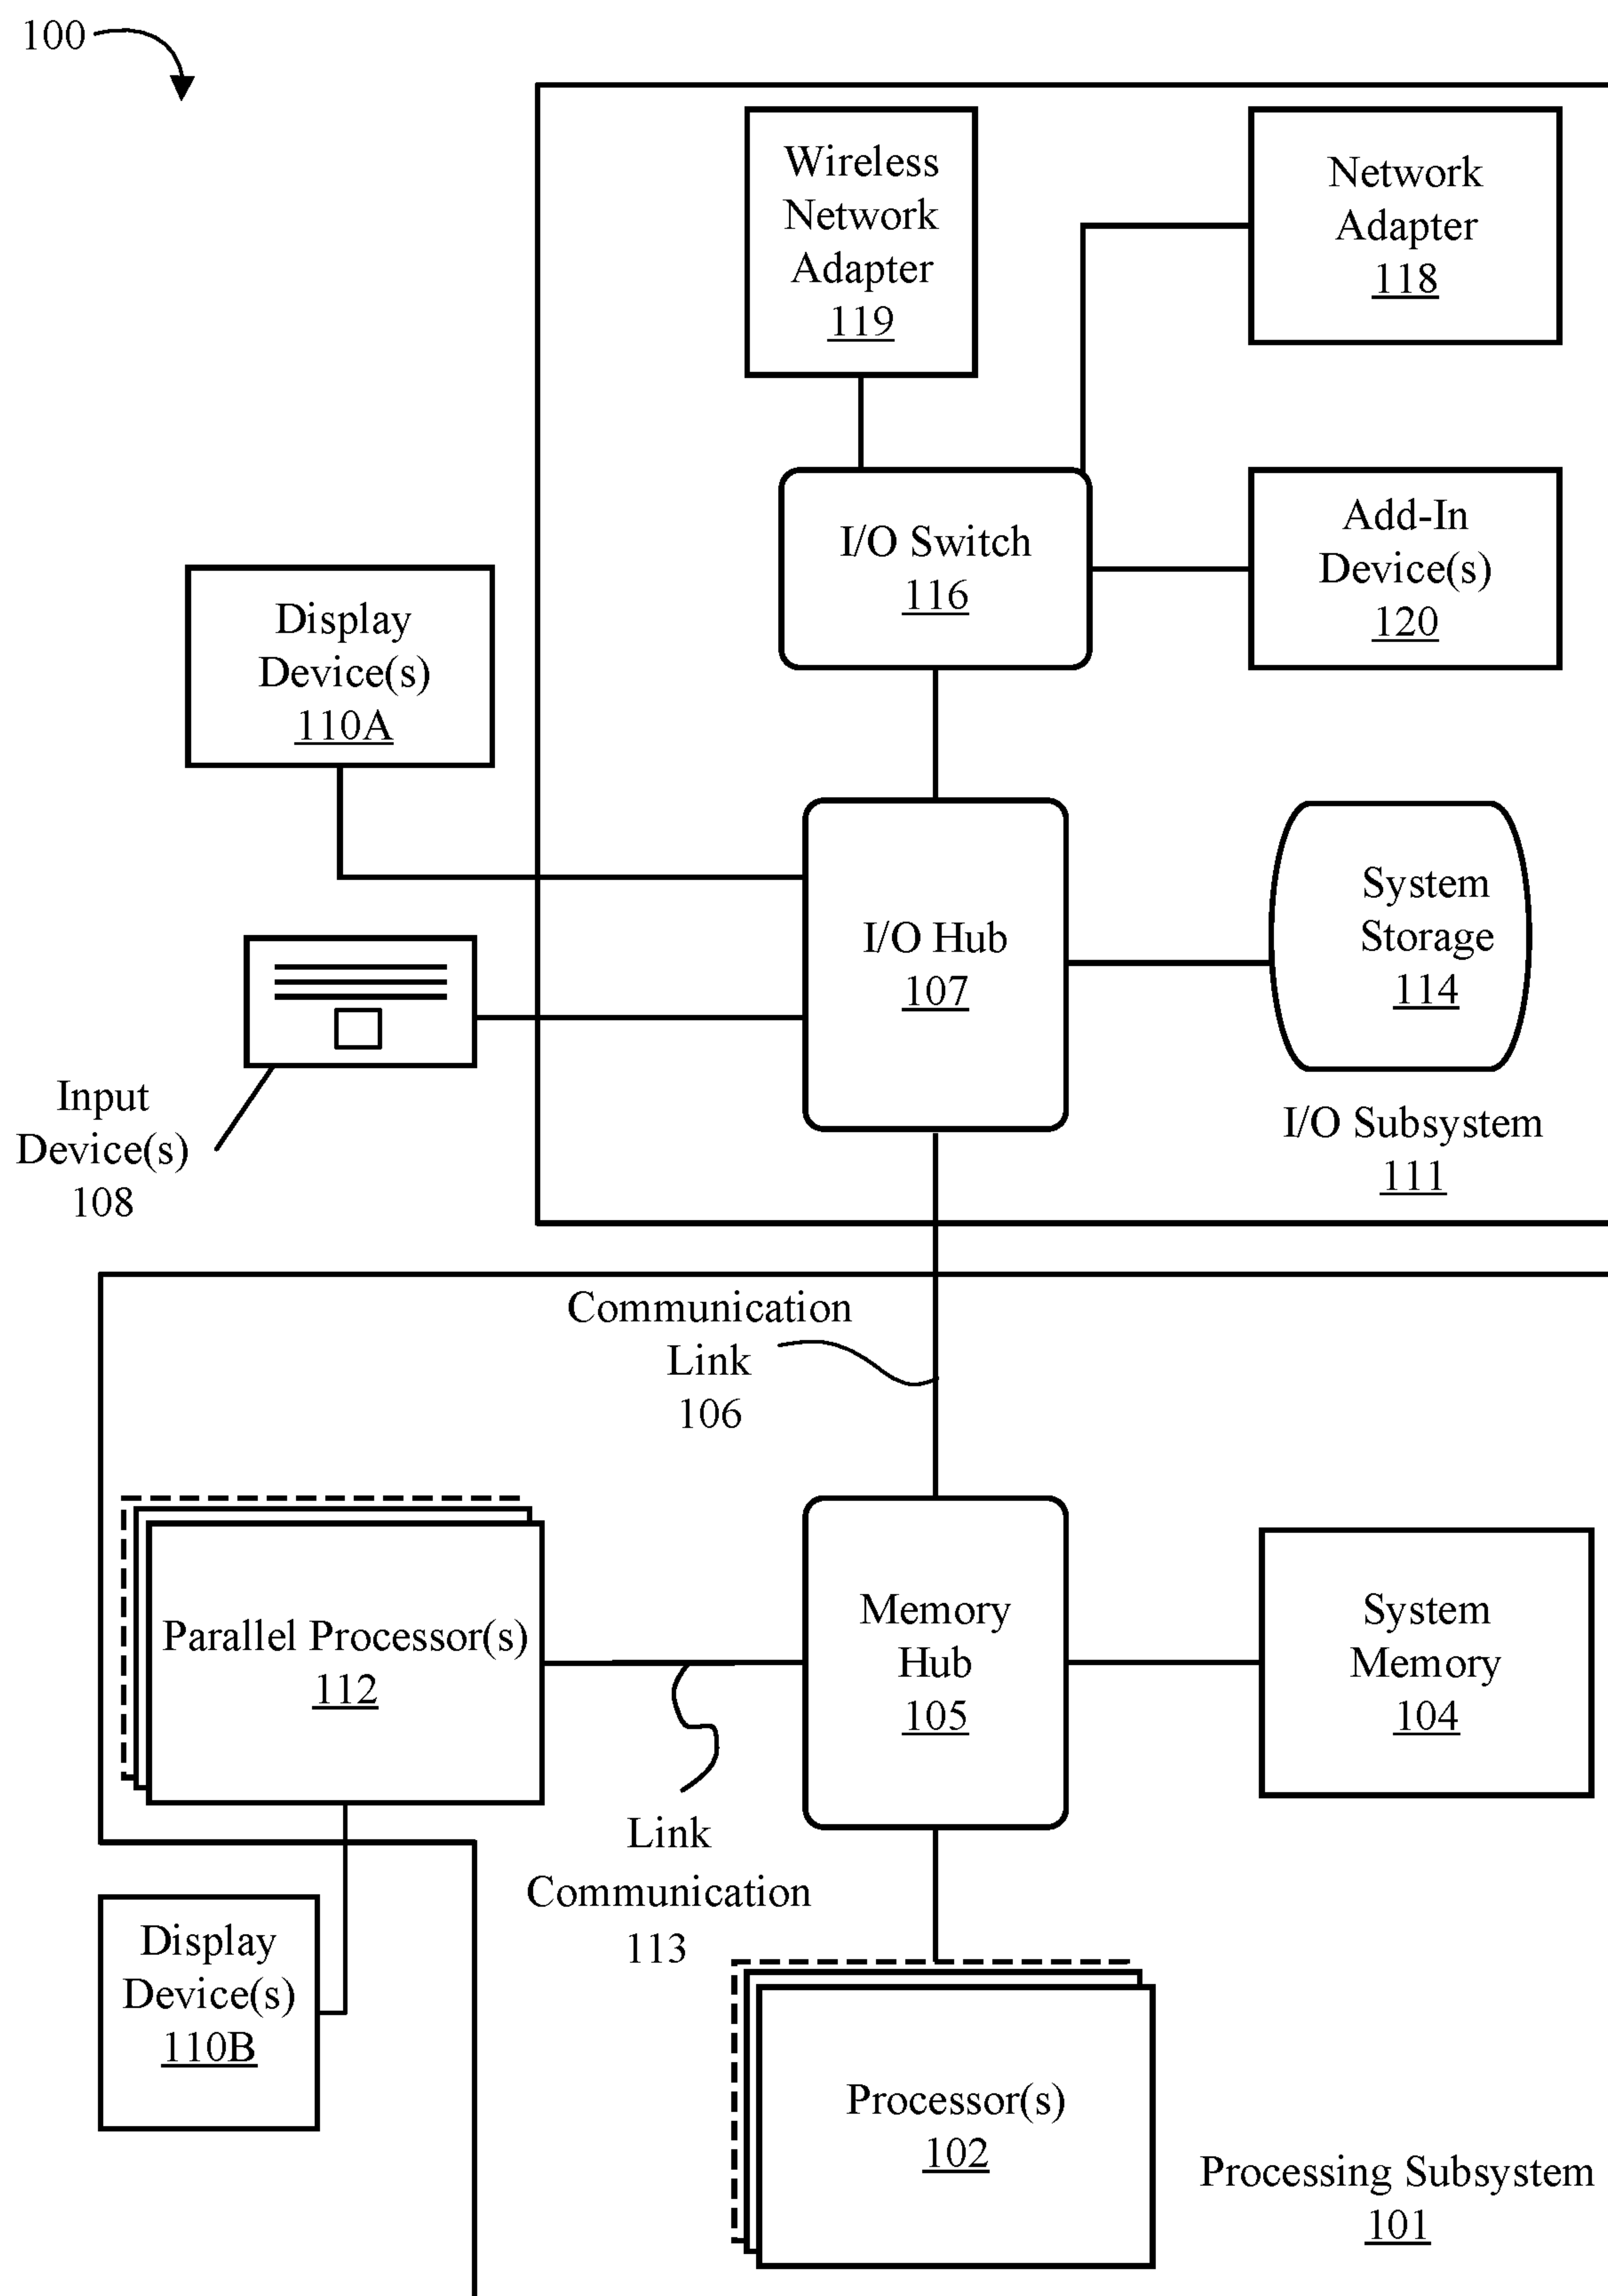 100
Wireless
Network
Adapter
119
Network
Adapter
118
I/O Switch
116
Add-In
Device(s)
120
Display
Device(s)
110A
I/O Hub
107
System
Storage
114
Input
Device(s)
108
I/O Subsystem
111
Communication
Link
106
Parallel Processor(s)
112
Memory
Hub
105
System
Memory
104
Link
Communication
113
Display
Device(s)
110B
Processor(s)
102
Processing Subsystem
101